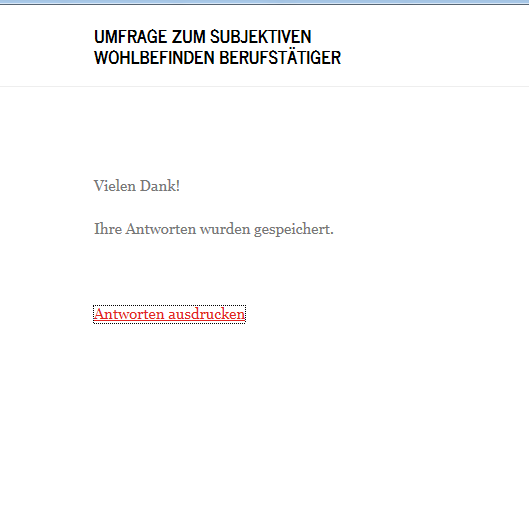 UMFRAGE ZUM SUBJEKTIVEN
WOHLBEFINDEN BERUFSTÄTIGER
Vielen Dank!
Ihre Antworten wurden gespeichert.
Antworten ausdrucken